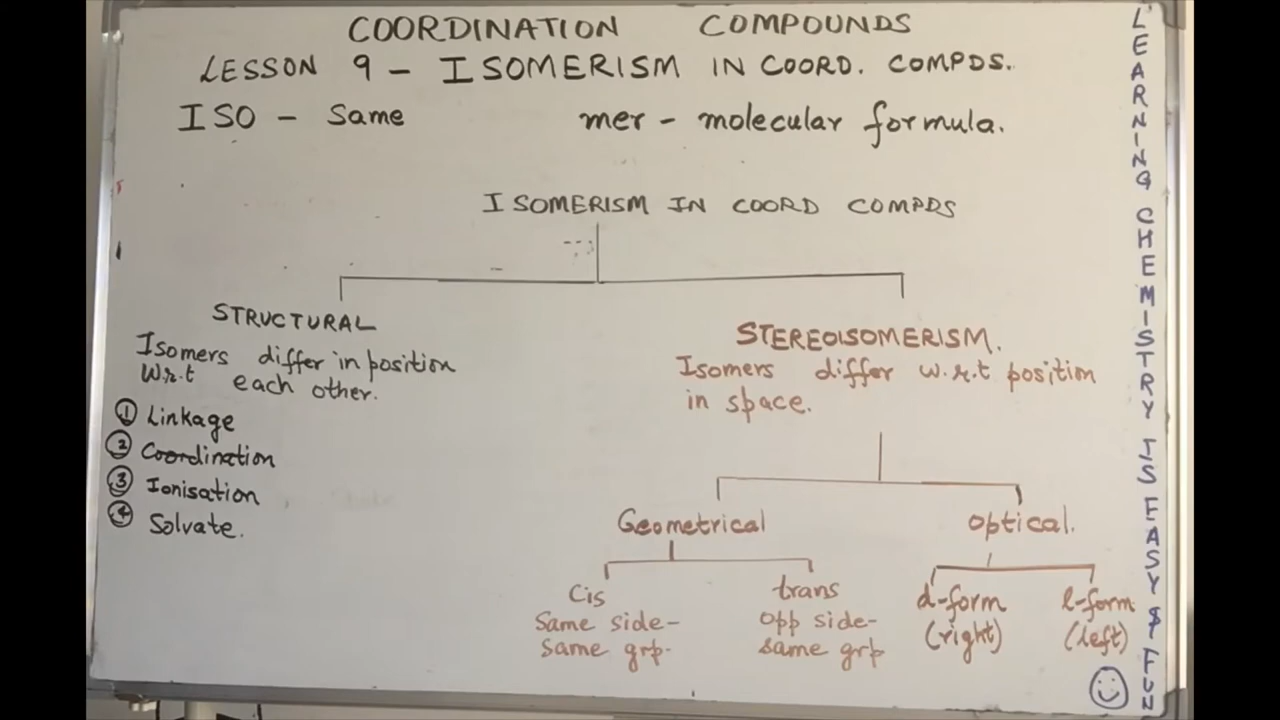 COORDINATION COMPOUNDS
LESSON 9 - ISOMERISM IN COORD. COMPDS.
ISO - Same mer - molecular formula.
ISOMERISM IN COORD COMPDS
STRUCTURAL
Isomers differ in position
W.r.t each other.
① Linkage
② Coordination
③ Ionisation
④ Solvate.
STEREOISOMERISM.
Isomers differ w.r.t position
in space.
Geometrical
Optical.
Cis
Same side-
Same grp.
trans
Opp side-
same grp
d-form
(right)
l-form
(left)
LEARNING CHEMISTRY IS EASY & FUN